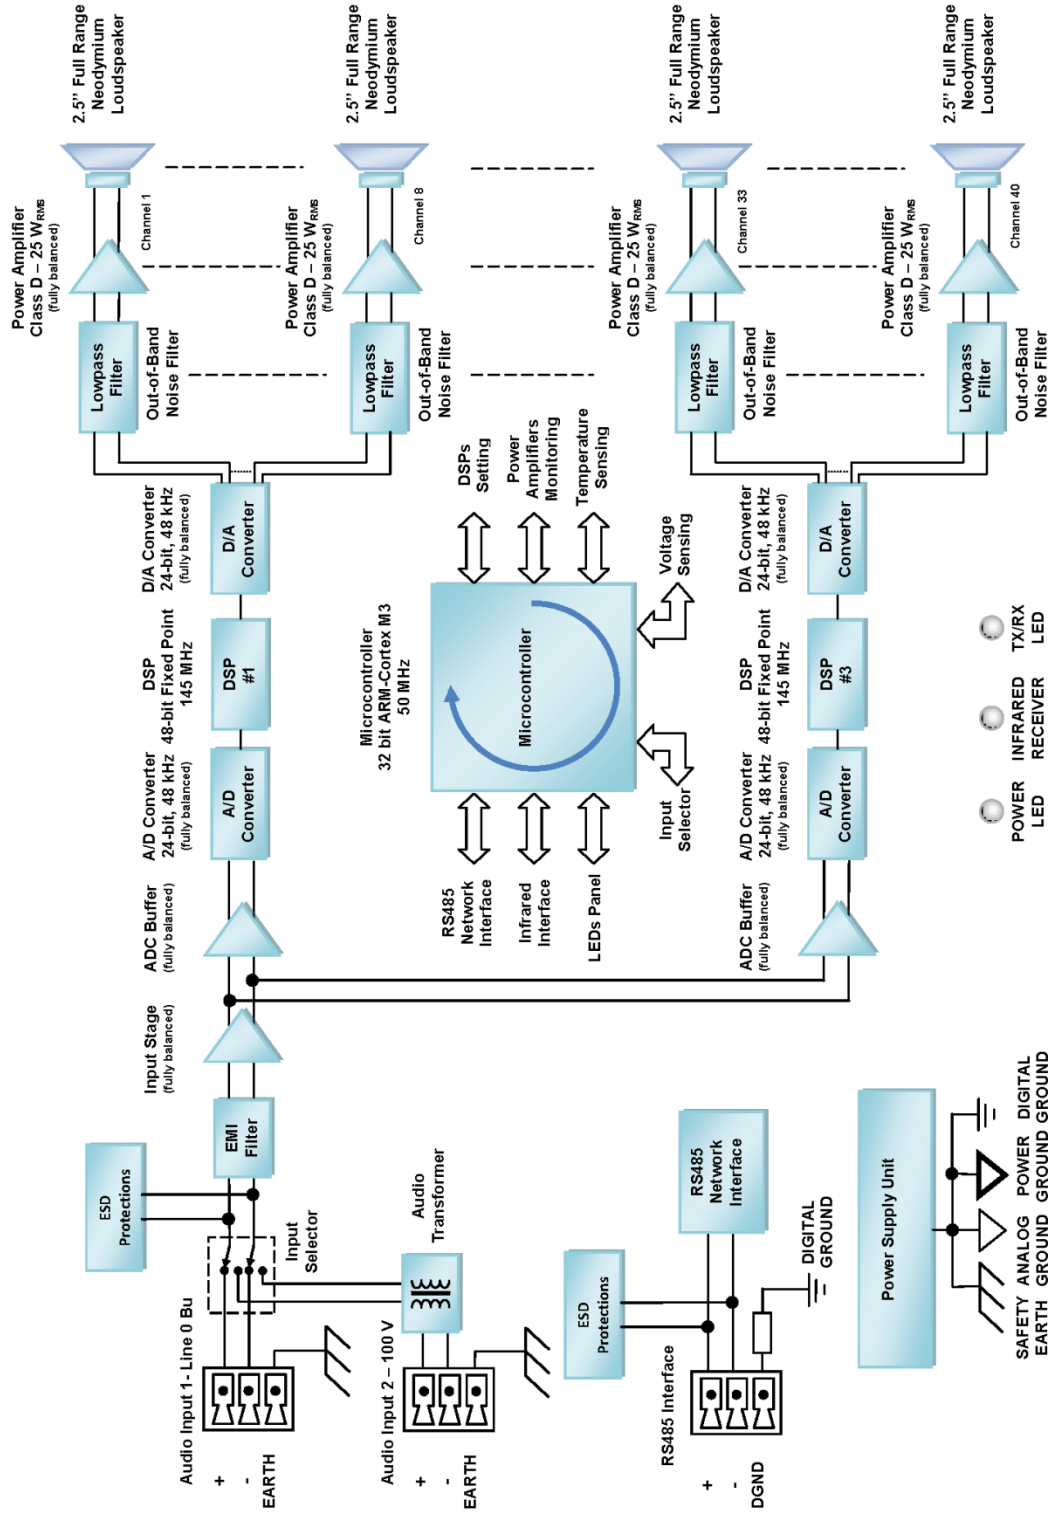 Audio Input 1- Line 0 Bu
+
-
EARTH
ESD
Protections
Input
Selector
EMI
Filter
Input Stage
(fully balanced)
ADC Buffer
(fully balanced)
A/D Converter
24-bit, 48 kHz
(fully balanced)
A/D
Converter
DSP
48-bit Fixed Point
145 MHz
DSP
#1
D/A Converter
24-bit, 48 kHz
(fully balanced)
D/A
Converter
Lowpass
Filter
Out-of-Band
Noise Filter
Power Amplifier
Class D – 25 WRMS
(fully balanced)
Channel 1
2.5" Full Range
Neodymium
Loudspeaker
Lowpass
Filter
Out-of-Band
Noise Filter
Power Amplifier
Class D – 25 WRMS
(fully balanced)
Channel 8
2.5" Full Range
Neodymium
Loudspeaker
Audio Input 2 – 100 V
+
-
EARTH
Audio
Transformer
Microcontroller
32 bit ARM-Cortex M3
50 MHz
Microcontroller
RS485
Network
Interface
Infrared
Interface
LEDs Panel
Input
Selector
DSPs
Setting
Power
Amplifiers
Monitoring
Temperature
Sensing
Voltage
Sensing
RS485 Interface
+
-
DGND
ESD
Protections
RS485
Network
Interface
DIGITAL
GROUND
ADC Buffer
(fully balanced)
A/D Converter
24-bit, 48 kHz
(fully balanced)
A/D
Converter
DSP
48-bit Fixed Point
145 MHz
DSP
#3
D/A Converter
24-bit, 48 kHz
(fully balanced)
D/A
Converter
Lowpass
Filter
Out-of-Band
Noise Filter
Power Amplifier
Class D – 25 WRMS
(fully balanced)
Channel 33
2.5" Full Range
Neodymium
Loudspeaker
Lowpass
Filter
Out-of-Band
Noise Filter
Power Amplifier
Class D – 25 WRMS
(fully balanced)
Channel 40
2.5" Full Range
Neodymium
Loudspeaker
Power Supply Unit
SAFETY
EARTH
ANALOG
GROUND
POWER
GROUND
DIGITAL
GROUND
POWER
LED
INFRARED
RECEIVER
TX/RX
LED